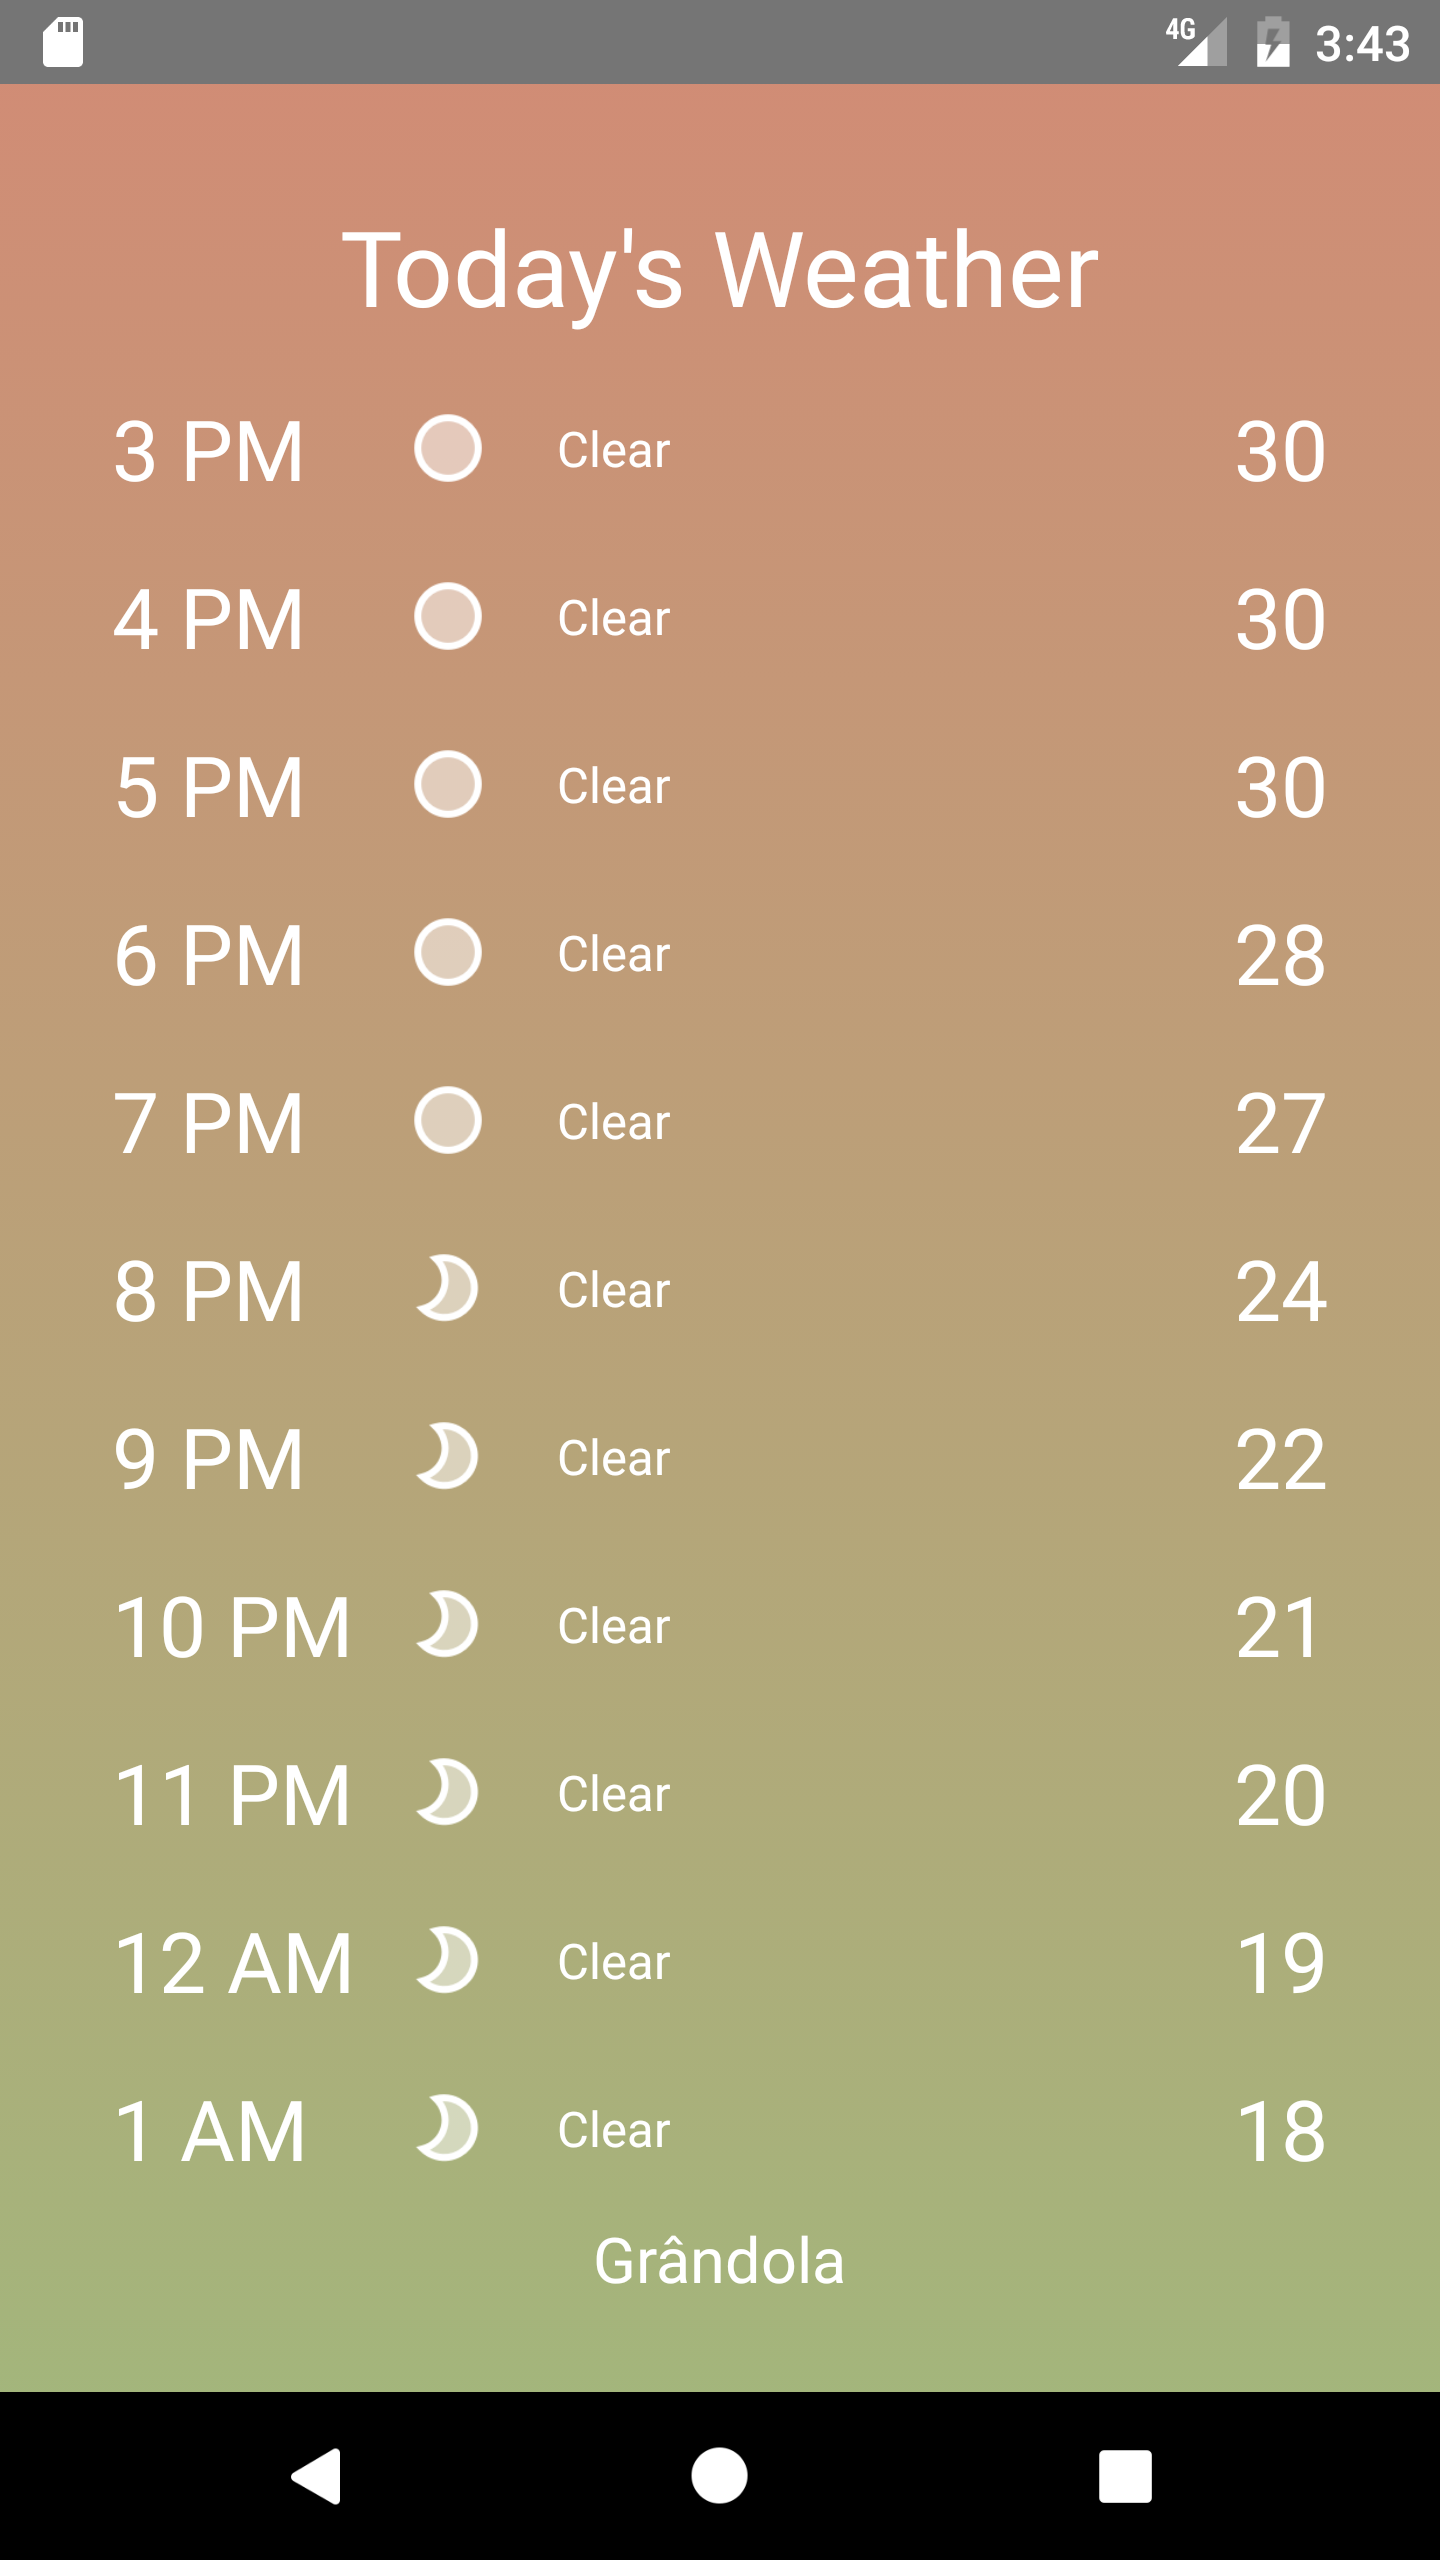 4G 3:43
Today's Weather
3 PM Clear 30
4 PM Clear 30
5 PM Clear 30
6 PM Clear 28
7 PM Clear 27
8 PM Clear 24
9 PM Clear 22
10 PM Clear 21
11 PM Clear 20
12 AM Clear 19
1 AM Clear 18
Grândola